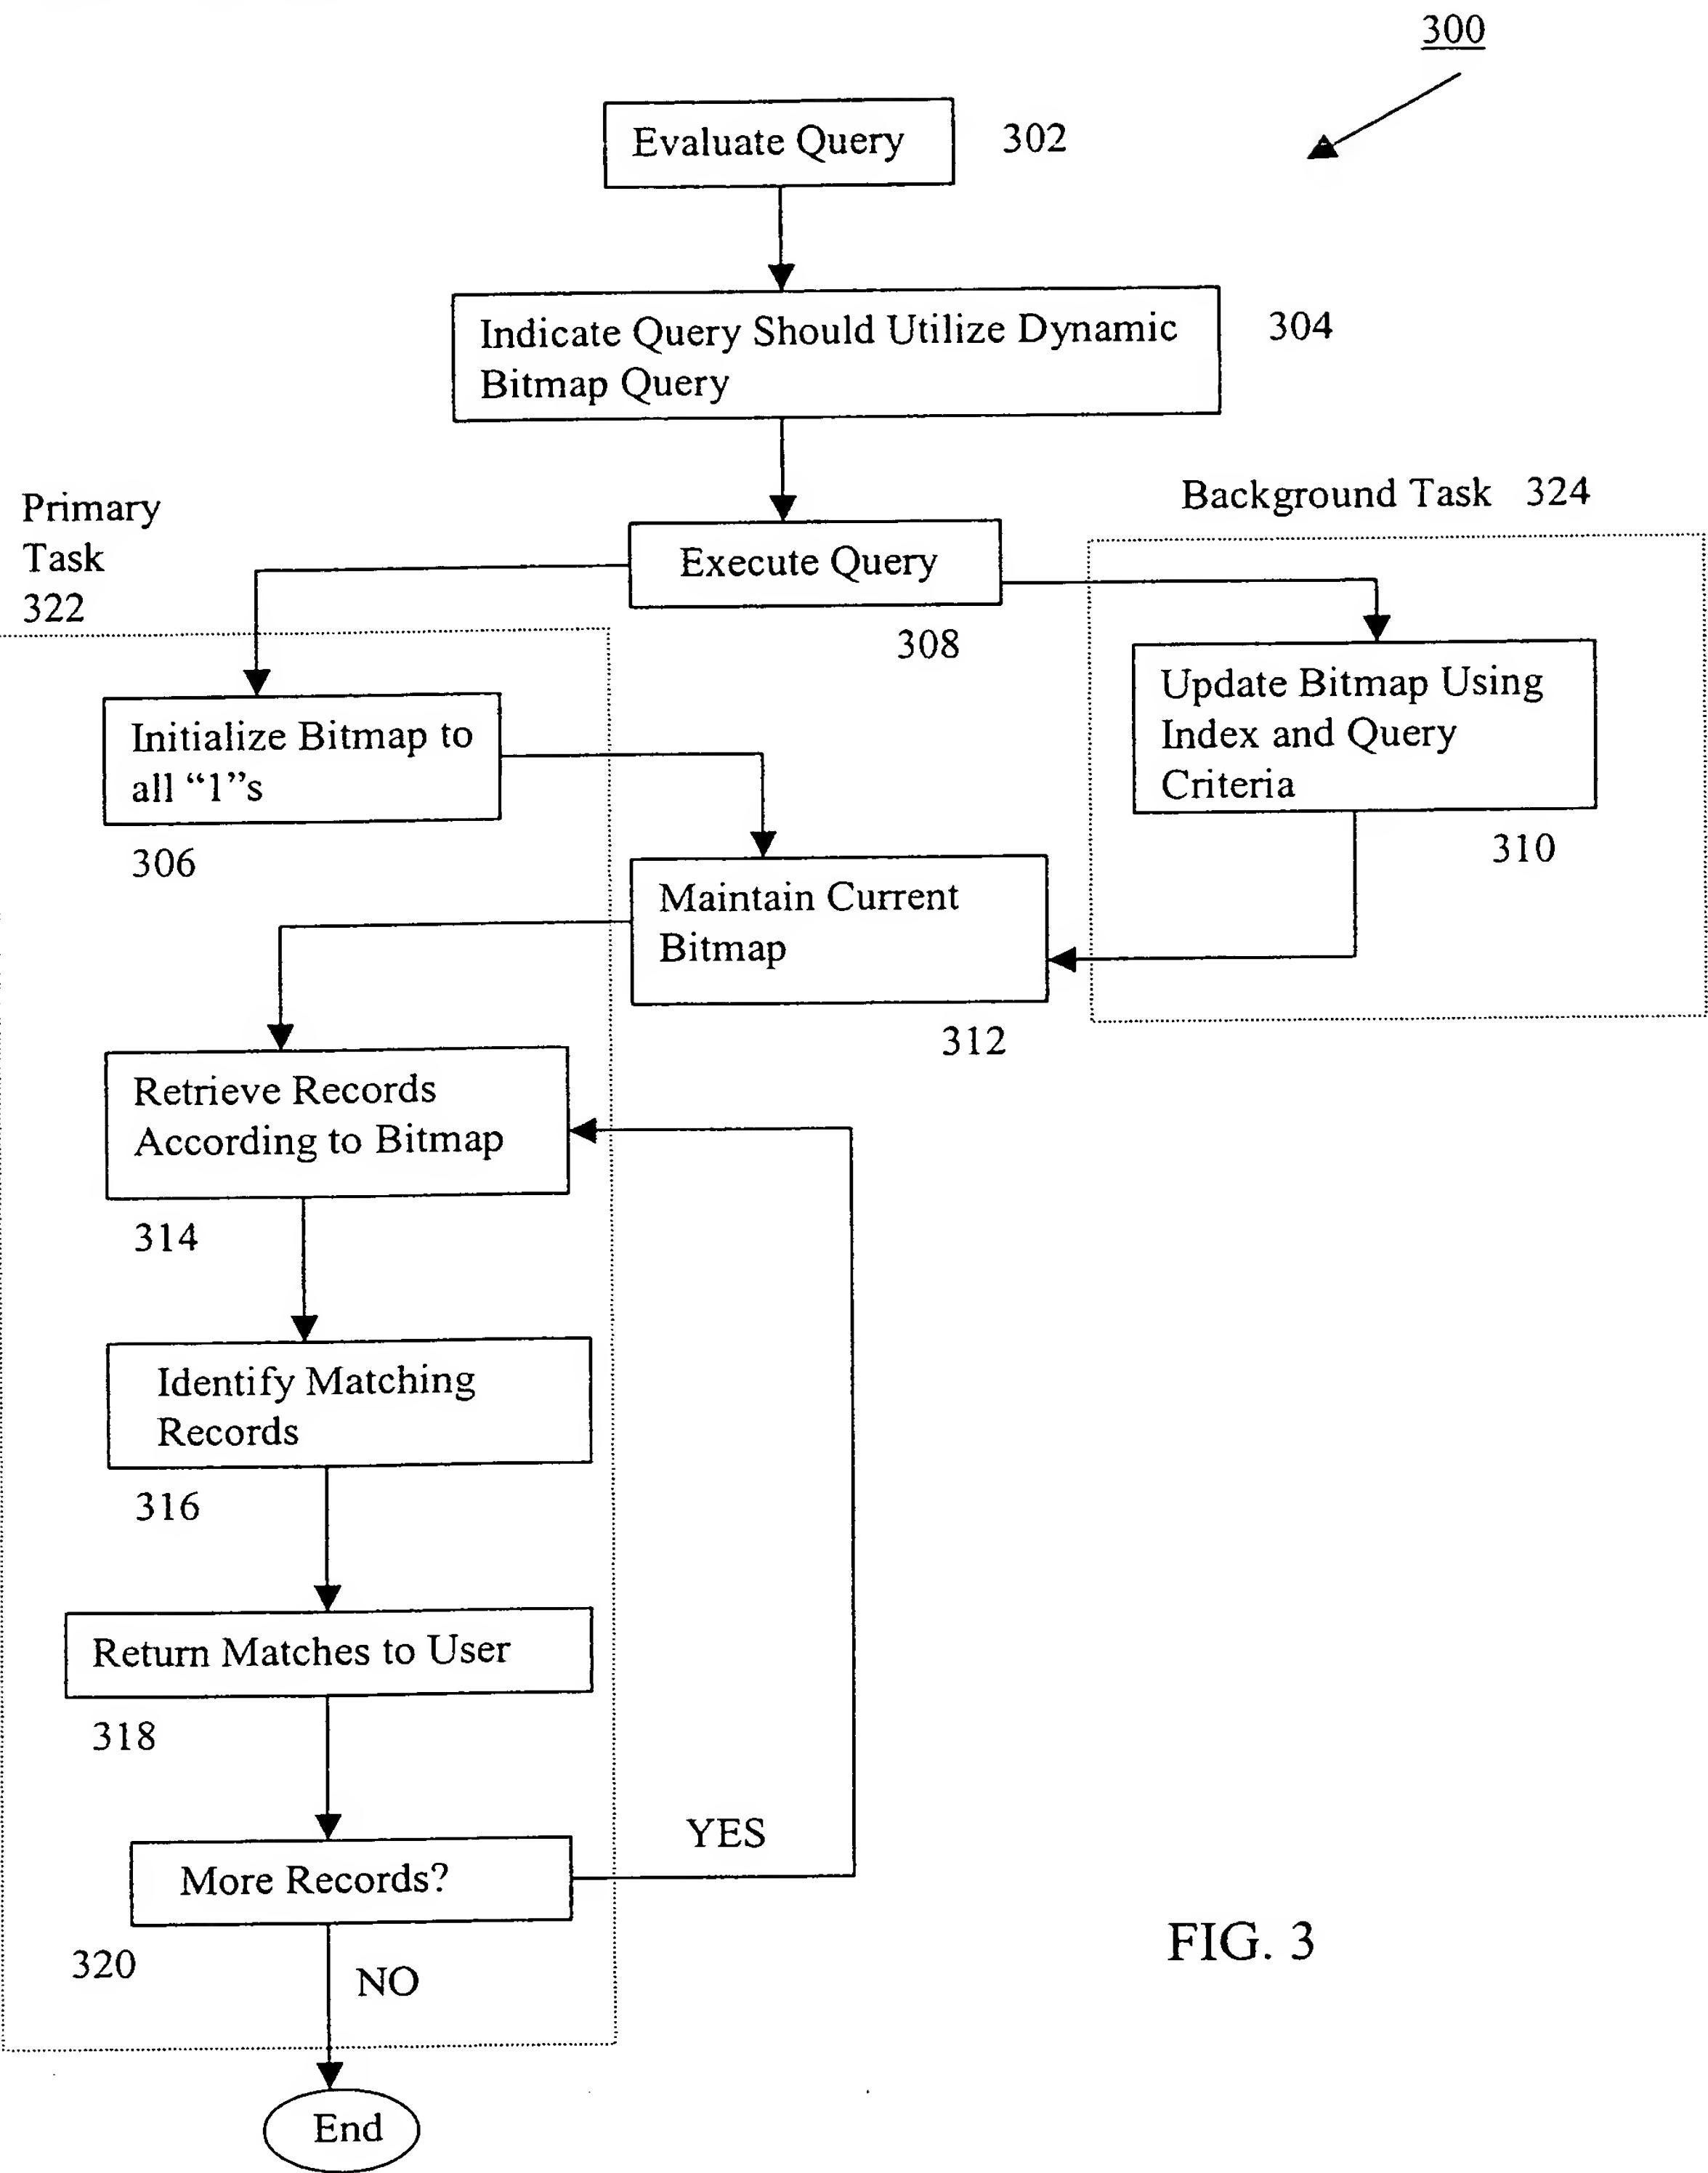 300
Evaluate Query
302
Indicate Query Should Utilize Dynamic
Bitmap Query
304
Primary
Task
322
Background Task 324
Execute Query
308
Update Bitmap Using
Index and Query
Criteria
310
Initialize Bitmap to
all “1”s
306
Maintain Current
Bitmap
312
Retrieve Records
According to Bitmap
314
Identify Matching
Records
316
Return Matches to User
318
YES
More Records?
320
NO
FIG. 3
End